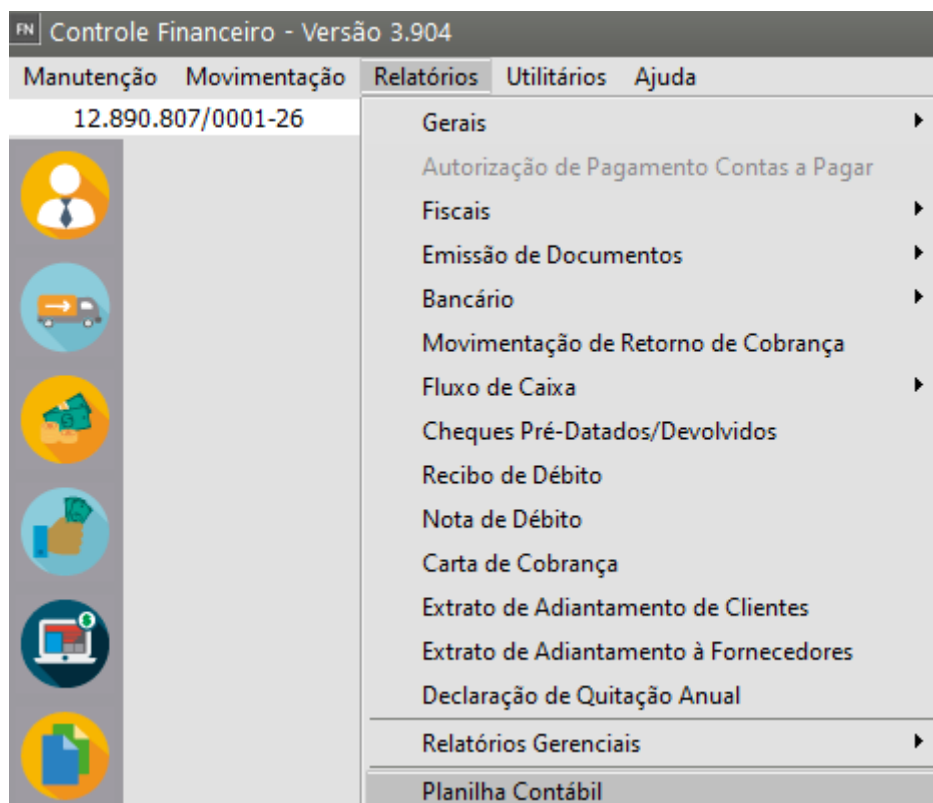 FN Controle Financeiro - Versão 3.904
Manutenção Movimentação Relatórios Utilitários Ajuda
12.890.807/0001-26
Gerais
Autorização de Pagamento Contas a Pagar
Fiscais
Emissão de Documentos
Bancário
Movimentação de Retorno de Cobrança
Fluxo de Caixa
Cheques Pré-Datados/Devolvidos
Recibo de Débito
Nota de Débito
Carta de Cobrança
Extrato de Adiantamento de Clientes
Extrato de Adiantamento à Fornecedores
Declaração de Quitação Anual
Relatórios Gerenciais
Planilha Contábil